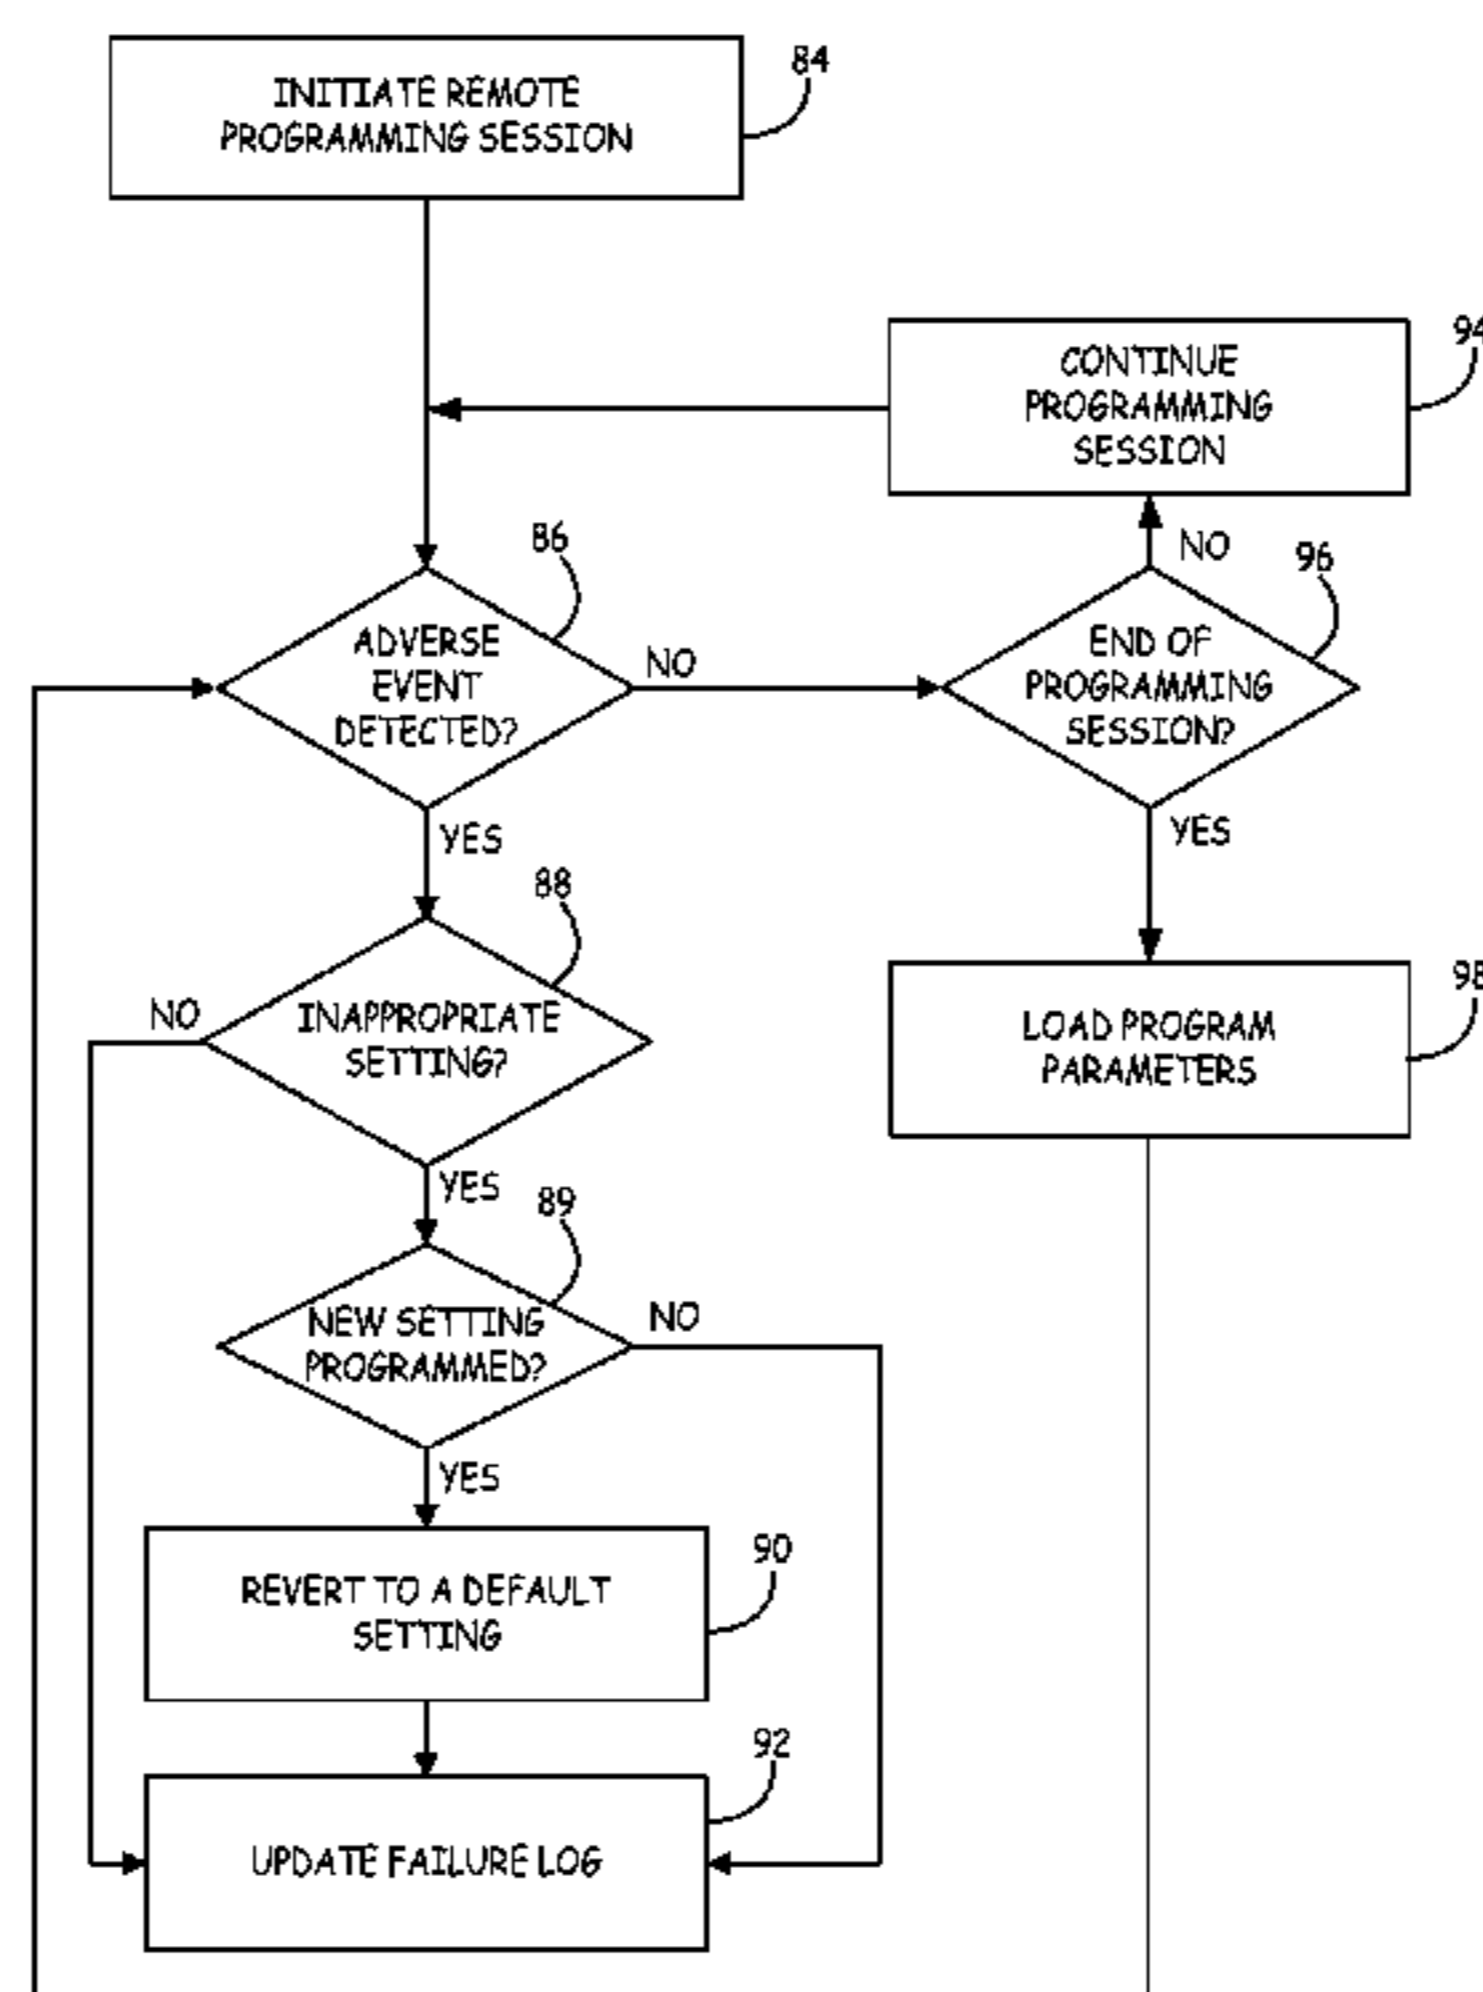 INITIATE REMOTE
PROGRAMMING SESSION
84
CONTINUE
PROGRAMMING
SESSION
94
ADVERSE
EVENT
DETECTED?
86
NO
END OF
PROGRAMMING
SESSION?
96
NO
YES
YES
INAPPROPRIATE
SETTING?
88
NO
LOAD PROGRAM
PARAMETERS
98
YES
NEW SETTING
PROGRAMMED?
89
NO
YES
REVERT TO A DEFAULT
SETTING
90
UPDATE FAILURE LOG
92